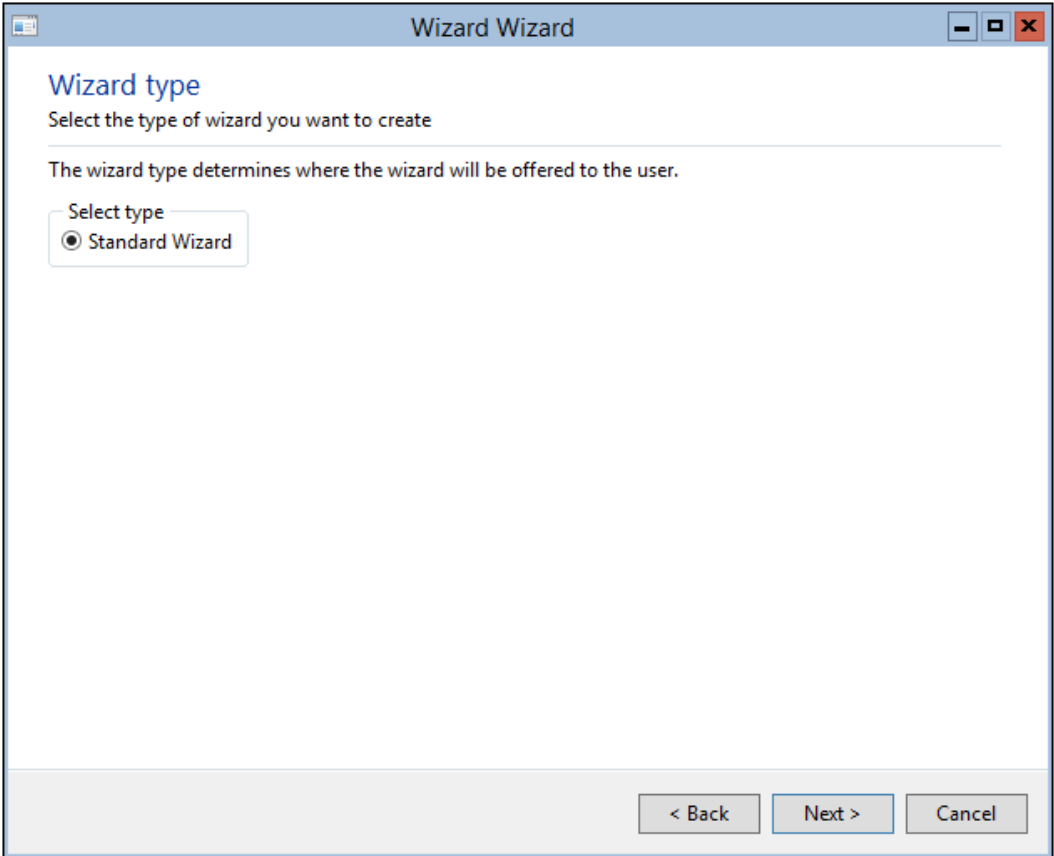 Wizard Wizard
Wizard type
Select the type of wizard you want to create
The wizard type determines where the wizard will be offered to the user.
Select type
Standard Wizard
< Back Next > Cancel